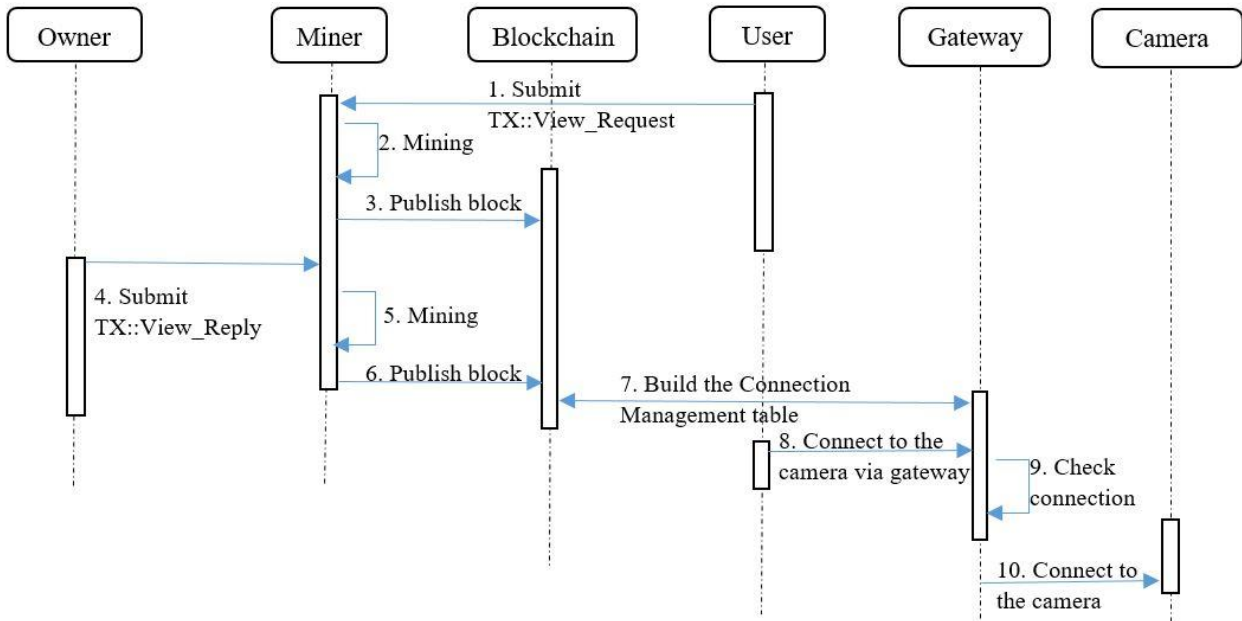 Owner
Miner
Blockchain
User
Gateway
Camera
1. Submit
TX::View_Request
2. Mining
3. Publish block
4. Submit
TX::View_Reply
5. Mining
6. Publish block
7. Build the Connection
Management table
8. Connect to the
camera via gateway
9. Check
connection
10. Connect to
the camera